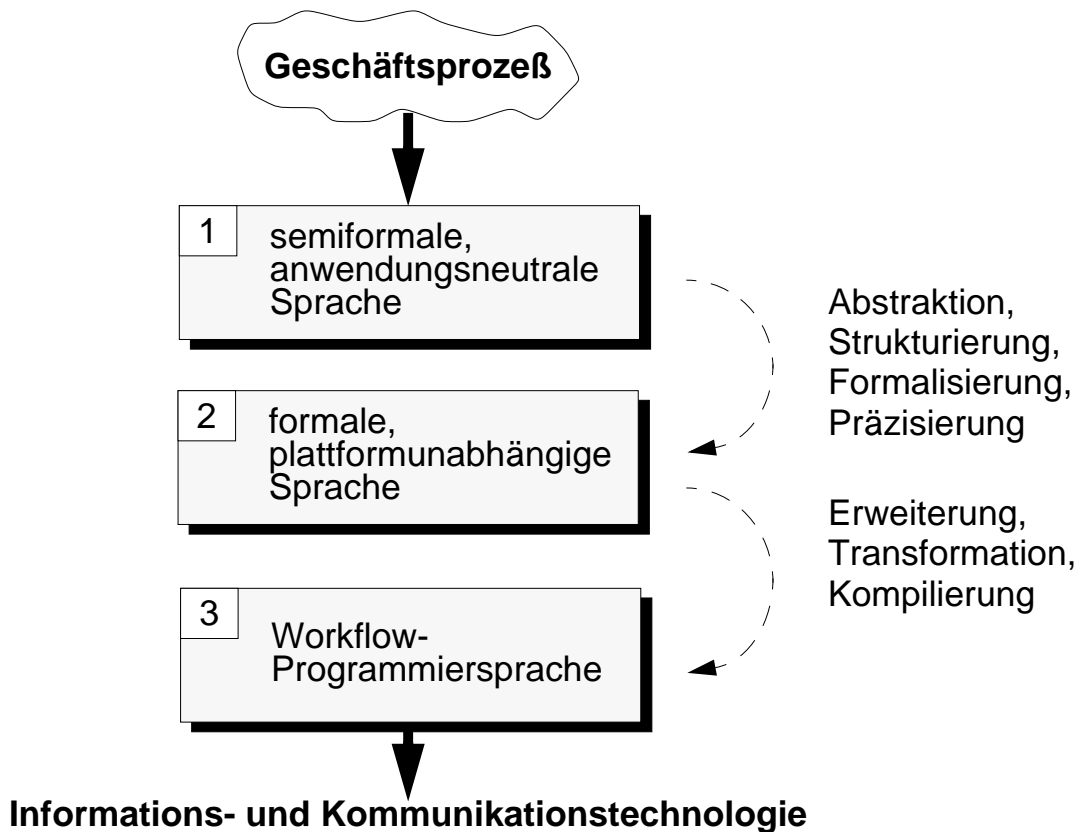 Geschäftsprozeß
1
semiformale,
anwendungsneutrale
Sprache
Abstraktion,
Strukturierung,
Formalisierung,
Präzisierung
2
formale,
plattformunabhängige
Sprache
Erweiterung,
Transformation,
Kompilierung
3
Workflow-
Programmiersprache
Informations- und Kommunikationstechnologie